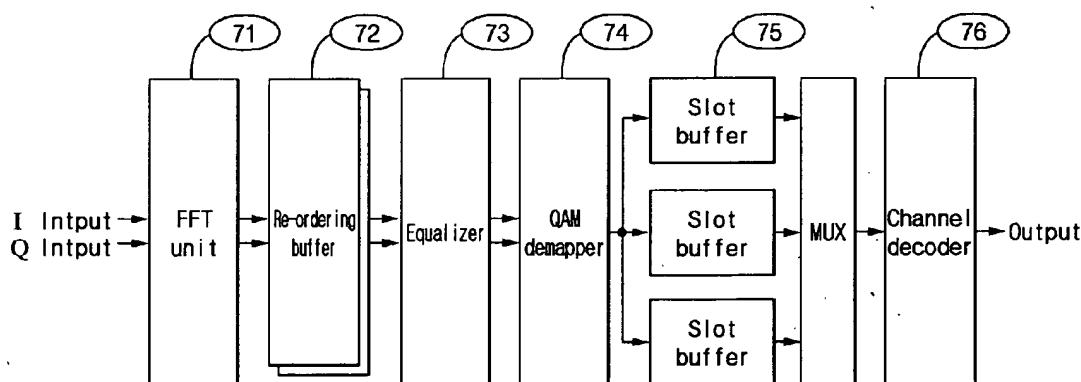 71
72
73
74
75
76
I Intput
Q Intput
FFT
unit
Re-ordering
buffer
Equalizer
QAM
demapper
Slot
buffer
Slot
buffer
Slot
buffer
MUX
Channel
decoder
Output